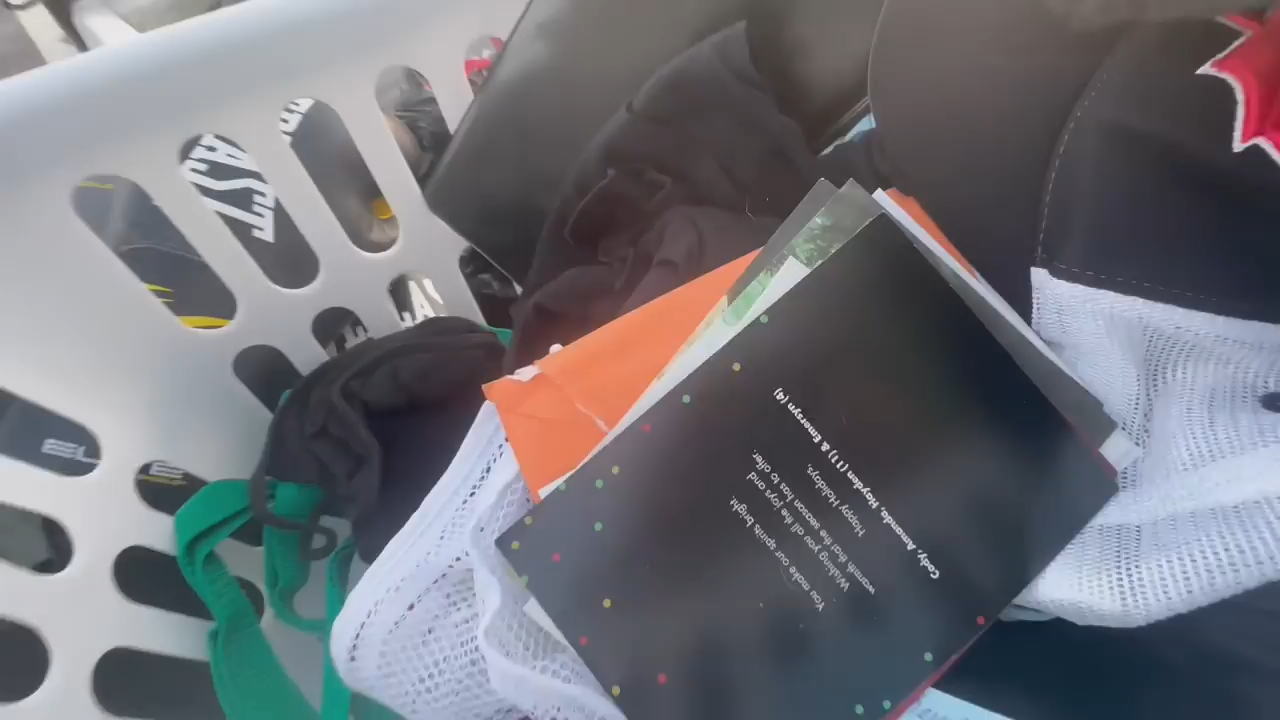 You make our spirits bright.
Wishing you all the joys and
warmth that the season has to offer.
Happy Holidays,
Cody, Amanda, Hayden (11) & Emersyn (4)
AST